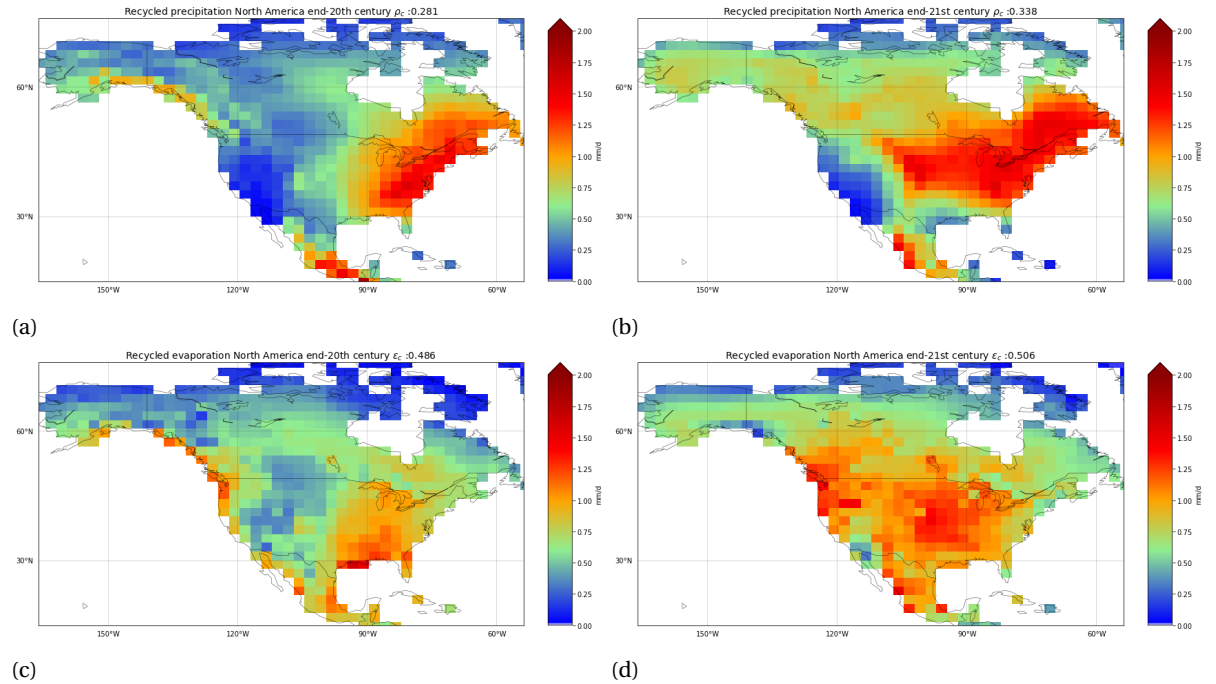 Recycled precipitation North America end-20th century ρc :0.281
60°N
30°N
150°W 120°W 90°W 60°W
2.00
1.75
1.50
1.25
1.00
0.75
0.50
0.25
0.00
mm/d
(a)
Recycled precipitation North America end-21st century ρc :0.338
60°N
30°N
150°W 120°W 90°W 60°W
2.00
1.75
1.50
1.25
1.00
0.75
0.50
0.25
0.00
mm/d
(b)
Recycled evaporation North America end-20th century εc :0.486
60°N
30°N
150°W 120°W 90°W 60°W
2.00
1.75
1.50
1.25
1.00
0.75
0.50
0.25
0.00
mm/d
(c)
Recycled evaporation North America end-21st century εc :0.506
60°N
30°N
150°W 120°W 90°W 60°W
2.00
1.75
1.50
1.25
1.00
0.75
0.50
0.25
0.00
mm/d
(d)